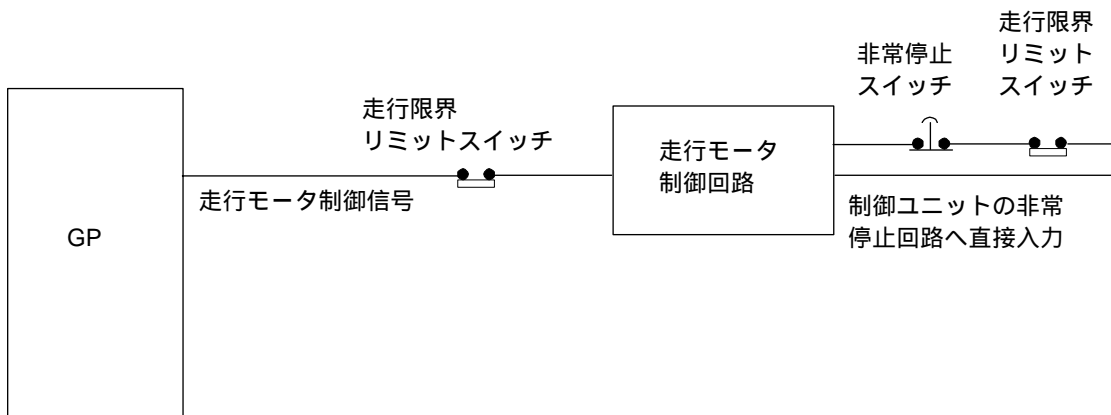 走行限界
リミット
スイッチ
非常停止
スイッチ
走行限界
リミットスイッチ
走行モータ
制御回路
走行モータ制御信号
制御ユニットの非常
停止回路へ直接入力
GP